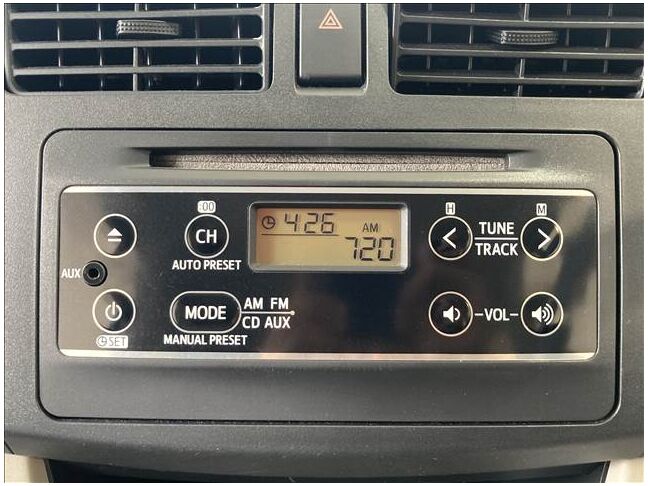 :00
H
M
4:26
AM
720
CH
TUNE
TRACK
AUTO PRESET
AUX
MODE
AM FM
CD AUX
-VOL-
SET
MANUAL PRESET